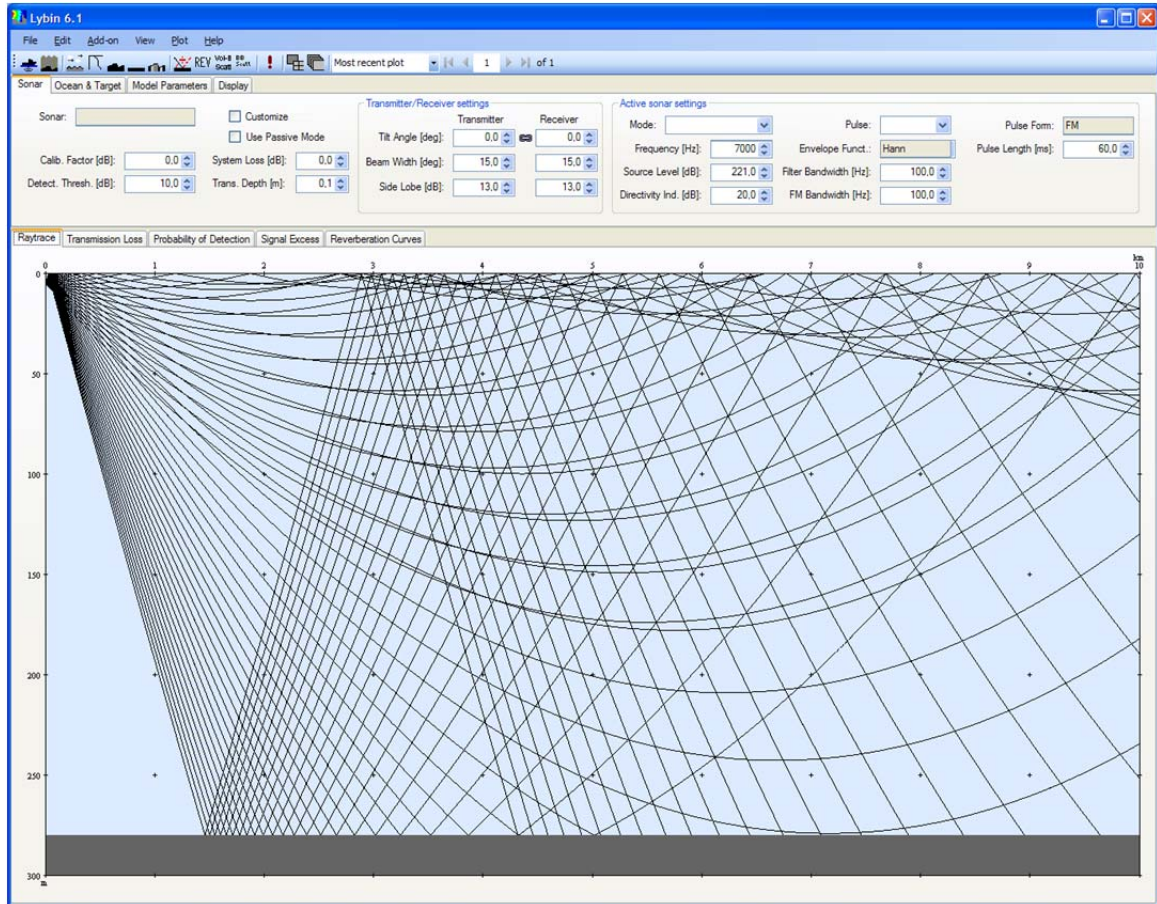 Lybin 6.1
File Edit Add-on View Plot Help
REV Most recent plot 1 of 1
Sonar Ocean & Target Model Parameters Display
Sonar:
Customize
Use Passive Mode
Calib. Factor [dB]: 0,0 System Loss [dB]: 0,0
Detect. Thresh. [dB]: 10,0 Trans. Depth [m]: 0,1
Transmitter/Receiver settings
Transmitter Receiver
Tilt Angle [deg]: 0,0 0,0
Beam Width [deg]: 15,0 15,0
Side Lobe [dB]: 13,0 13,0
Active sonar settings
Mode: Pulse: Pulse Form: FM
Frequency [Hz]: 7000 Envelope Funct.: Hann Pulse Length [ms]: 60,0
Source Level [dB]: 221,0 Filter Bandwidth [Hz]: 100,0
Directivity Ind. [dB]: 20,0 FM Bandwidth [Hz]: 100,0
Raytrace Transmission Loss Probability of Detection Signal Excess Reverberation Curves
km
0 1 2 3 4 5 6 7 8 9 10
0
50
100
150
200
250
300
m